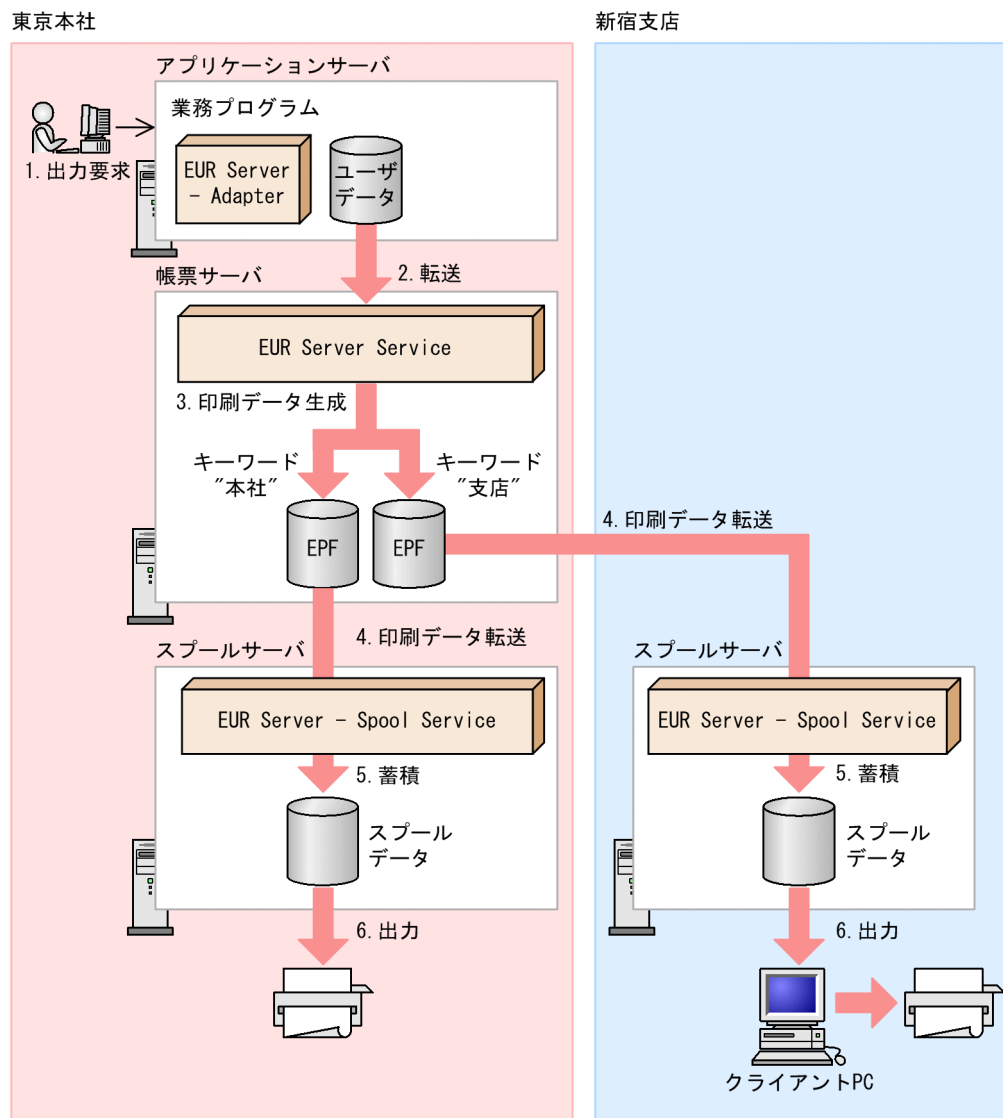 東京本社
新宿支店
アプリケーションサーバ
業務プログラム
1. 出力要求
EUR Server
− Adapter
ユーザ
データ
2. 転送
帳票サーバ
EUR Server Service
3. 印刷データ生成
キーワード
"本社"
キーワード
"支店"
EPF
EPF
4. 印刷データ転送
4. 印刷データ転送
スプールサーバ
EUR Server − Spool Service
5. 蓄積
スプール
データ
6. 出力
スプールサーバ
EUR Server − Spool Service
5. 蓄積
スプール
データ
6. 出力
クライアントPC